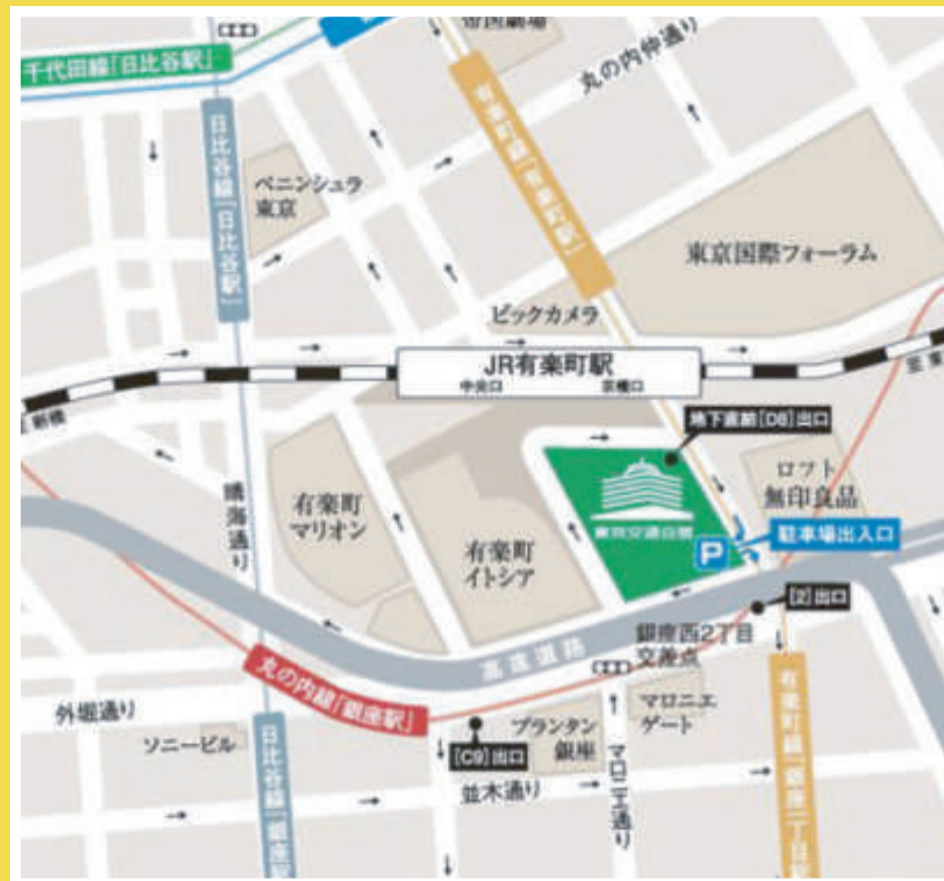 帝国劇場
千代田線「日比谷駅」
丸の内仲通り
日比谷線「日比谷駅」
ペニンシュラ
東京
有楽町線「有楽町駅」
東京国際フォーラム
ビックカメラ
JR有楽町駅
中央口
京橋口
新橋
地下直結[D8]出口
ロフト
無印良品
晴海通り
有楽町
マリオン
有楽町
イトシア
東京交通会館
P
駐車場出入口
[2]出口
銀座西2丁目
交差点
高速道路
丸の内線「銀座駅」
外堀通り
ソニービル
[C9]出口
プランタン
銀座
マロニエ
ゲート
マロニエ通り
並木通り
日比谷線「銀座駅
有楽町線「銀座一丁目駅